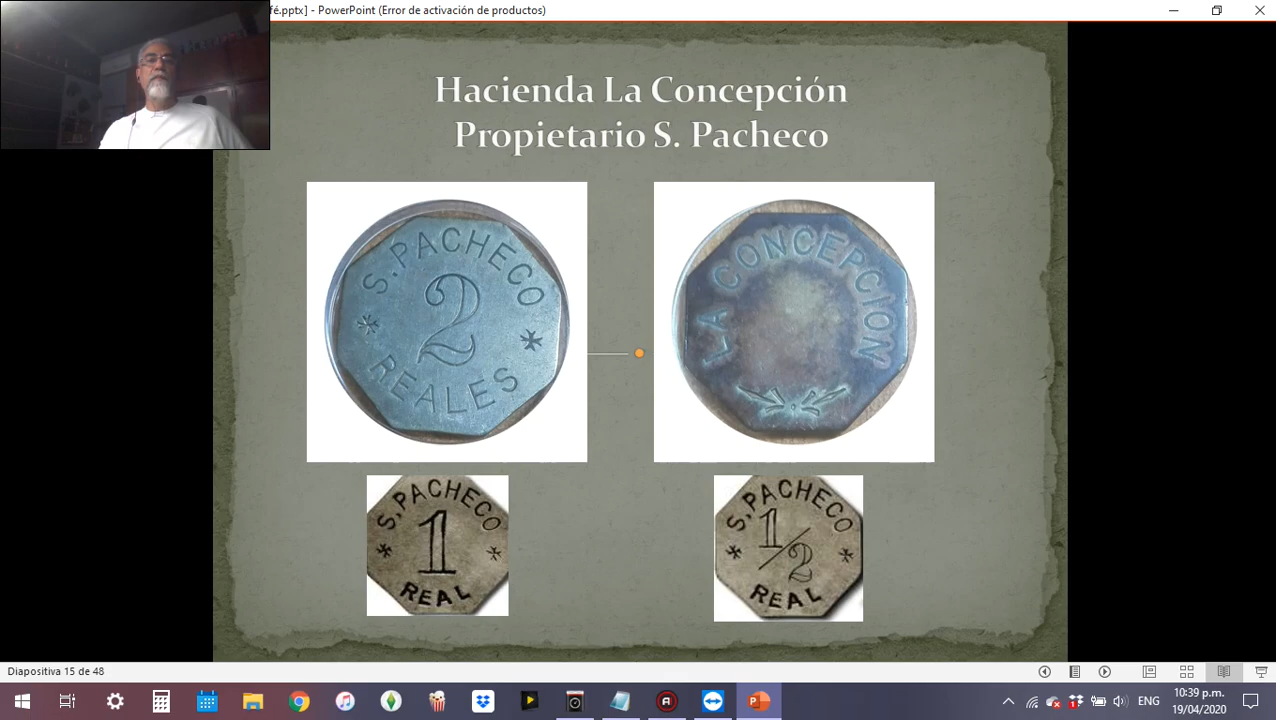 fé.pptx] - PowerPoint (Error de activación de productos)
Hacienda La Concepción
Propietario S. Pacheco
S. PACHECO
2
REALES
LA CONCEPCION
S. PACHECO
1
REAL
S. PACHECO
1/2
REAL
Diapositiva 15 de 48
10:39 p.m.
ENG
19/04/2020